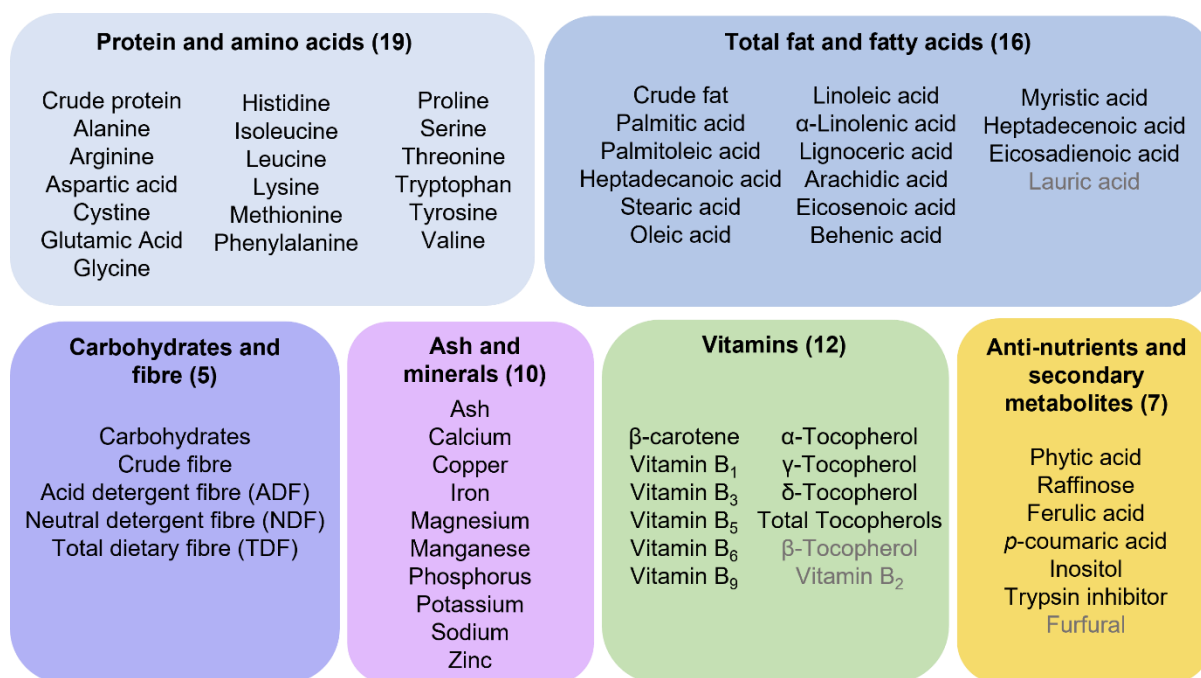 Protein and amino acids (19)
Crude protein
Alanine
Arginine
Aspartic acid
Cystine
Glutamic Acid
Glycine
Histidine
Isoleucine
Leucine
Lysine
Methionine
Phenylalanine
Proline
Serine
Threonine
Tryptophan
Tyrosine
Valine
Total fat and fatty acids (16)
Crude fat
Palmitic acid
Palmitoleic acid
Heptadecanoic acid
Stearic acid
Oleic acid
Linoleic acid
α-Linolenic acid
Lignoceric acid
Arachidic acid
Eicosenoic acid
Behenic acid
Myristic acid
Heptadecenoic acid
Eicosadienoic acid
Lauric acid
Carbohydrates and
fibre (5)
Carbohydrates
Crude fibre
Acid detergent fibre (ADF)
Neutral detergent fibre (NDF)
Total dietary fibre (TDF)
Ash and
minerals (10)
Ash
Calcium
Copper
Iron
Magnesium
Manganese
Phosphorus
Potassium
Sodium
Zinc
Vitamins (12)
β-carotene
Vitamin B₁
Vitamin B₃
Vitamin B₅
Vitamin B₆
Vitamin B₉
α-Tocopherol
γ-Tocopherol
δ-Tocopherol
Total Tocopherols
β-Tocopherol
Vitamin B₂
Anti-nutrients and
secondary
metabolites (7)
Phytic acid
Raffinose
Ferulic acid
p-coumaric acid
Inositol
Trypsin inhibitor
Furfural